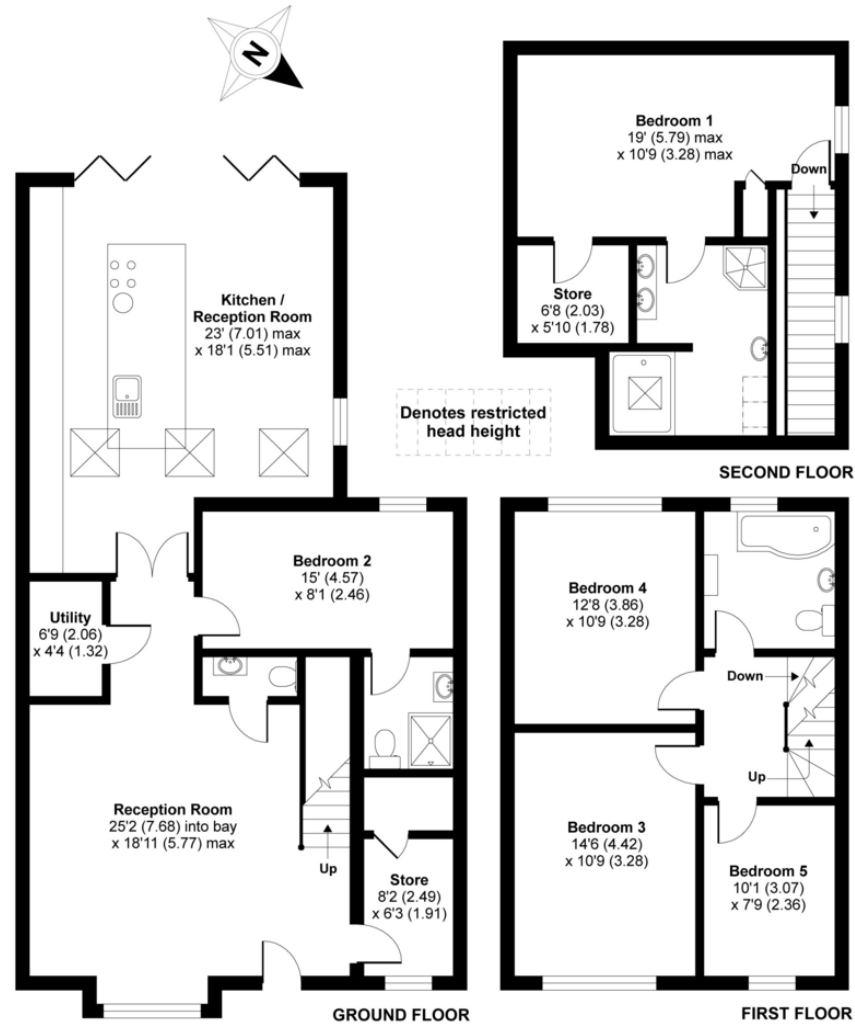 N
Bedroom 1
19' (5.79) max
x 10'9 (3.28) max
Down
Store
6'8 (2.03)
x 5'10 (1.78)
SECOND FLOOR
Kitchen /
Reception Room
23' (7.01) max
x 18'1 (5.51) max
Denotes restricted
head height
Bedroom 2
15' (4.57)
x 8'1 (2.46)
Utility
6'9 (2.06)
x 4'4 (1.32)
Reception Room
25'2 (7.68) into bay
x 18'11 (5.77) max
Up
Store
8'2 (2.49)
x 6'3 (1.91)
GROUND FLOOR
Bedroom 4
12'8 (3.86)
x 10'9 (3.28)
Down
Up
Bedroom 3
14'6 (4.42)
x 10'9 (3.28)
Bedroom 5
10'1 (3.07)
x 7'9 (2.36)
FIRST FLOOR